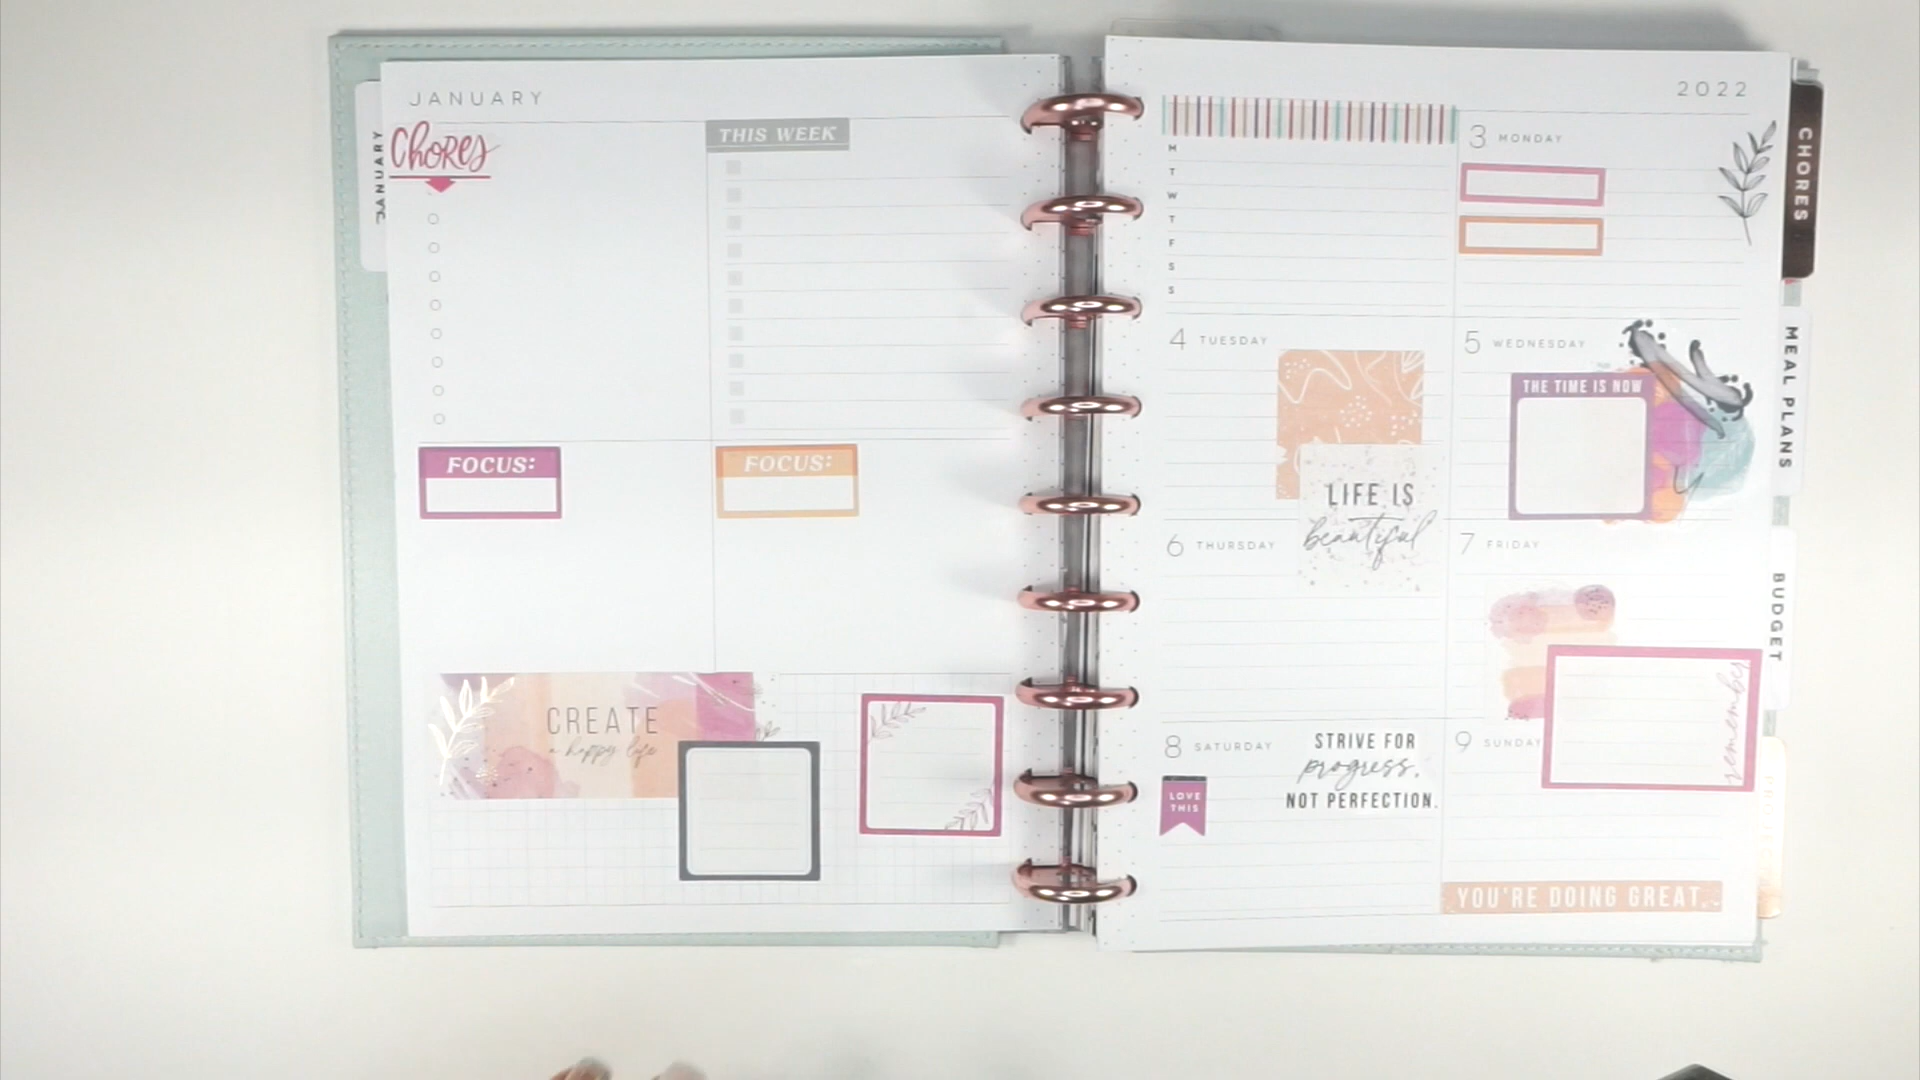 JANUARY
JANUARY
Chores
THIS WEEK
FOCUS:
FOCUS:
CREATE
a happy life
2022
M
T
W
T
F
S
S
3 MONDAY
4 TUESDAY
LIFE IS
beautiful
5 WEDNESDAY
THE TIME IS NOW
6 THURSDAY
7 FRIDAY
remember
8 SATURDAY
LOVE
THIS
STRIVE FOR
progress,
NOT PERFECTION.
9 SUNDAY
YOU'RE DOING GREAT.
CHORES
MEAL PLANS
BUDGET